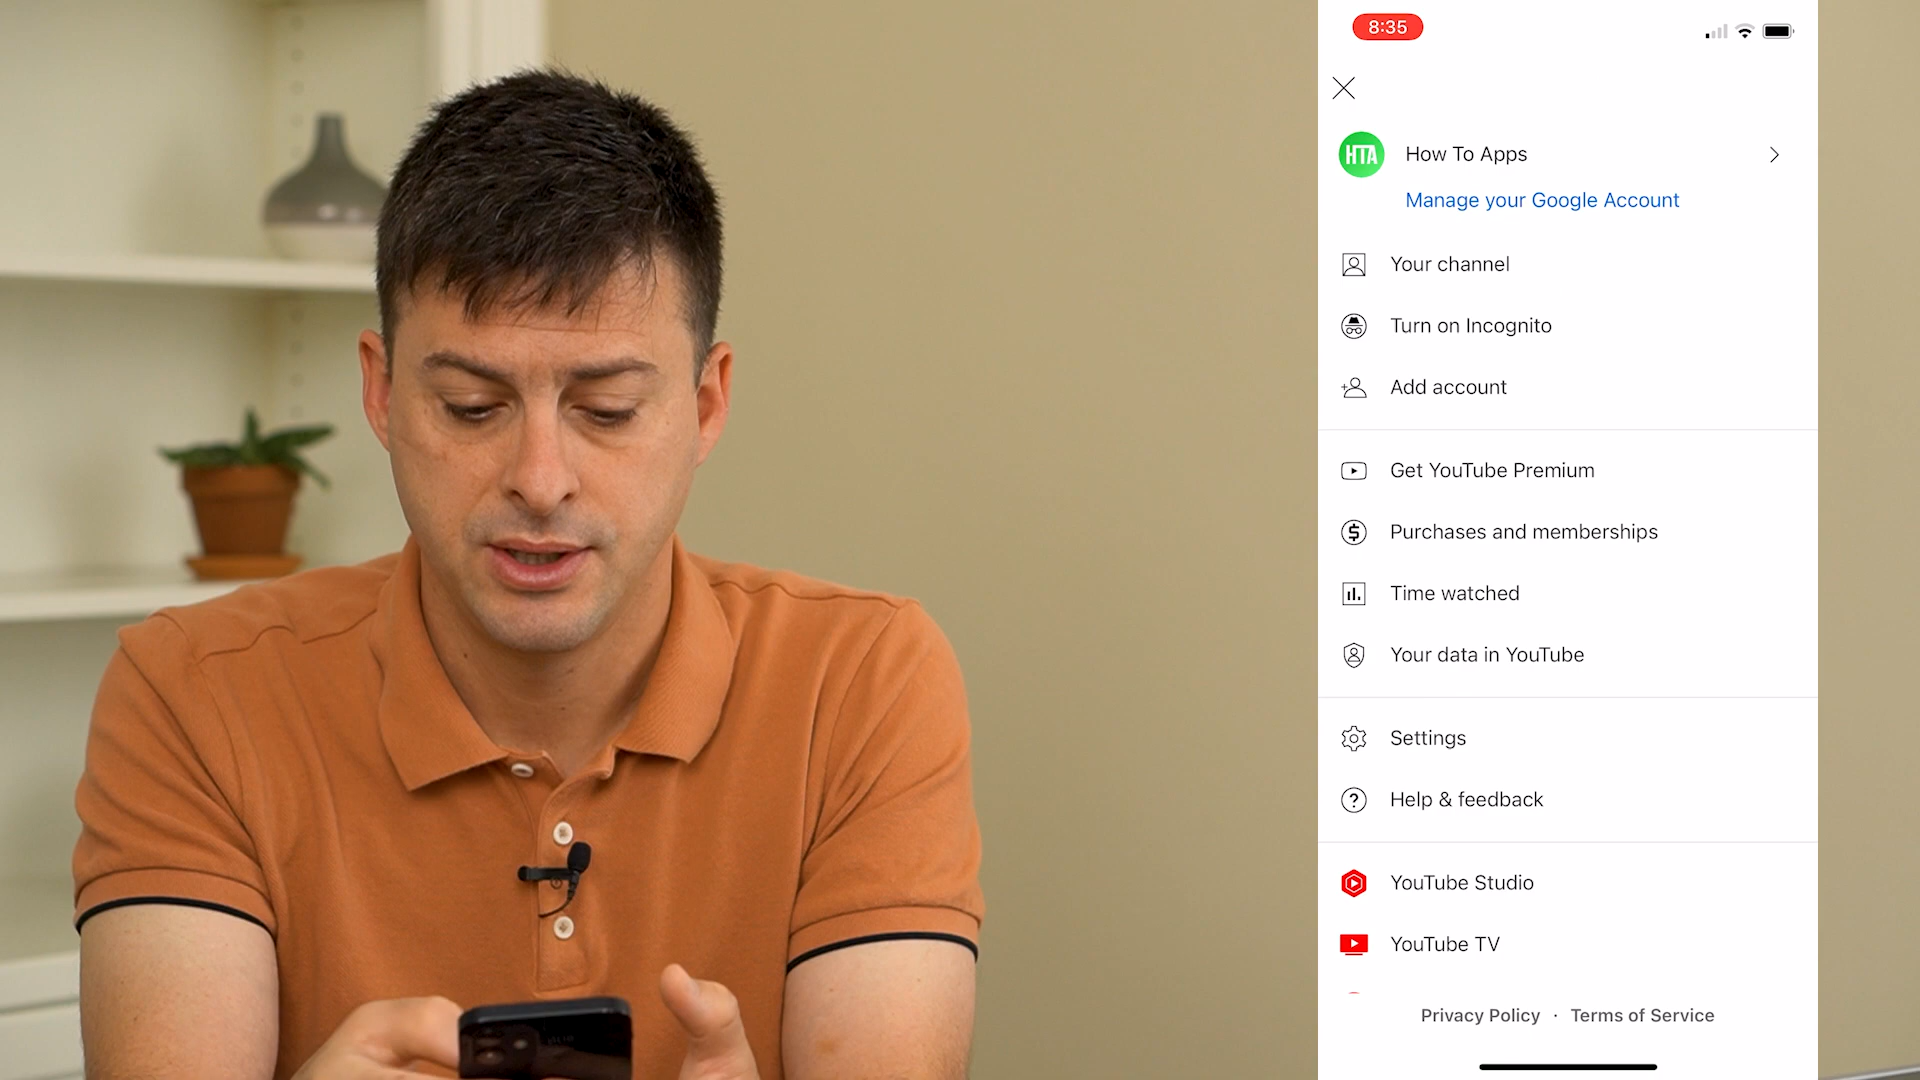 8:35
HTA
How To Apps
Manage your Google Account
Your channel
Turn on Incognito
Add account
Get YouTube Premium
Purchases and memberships
Time watched
Your data in YouTube
Settings
Help & feedback
YouTube Studio
YouTube TV
Privacy Policy · Terms of Service